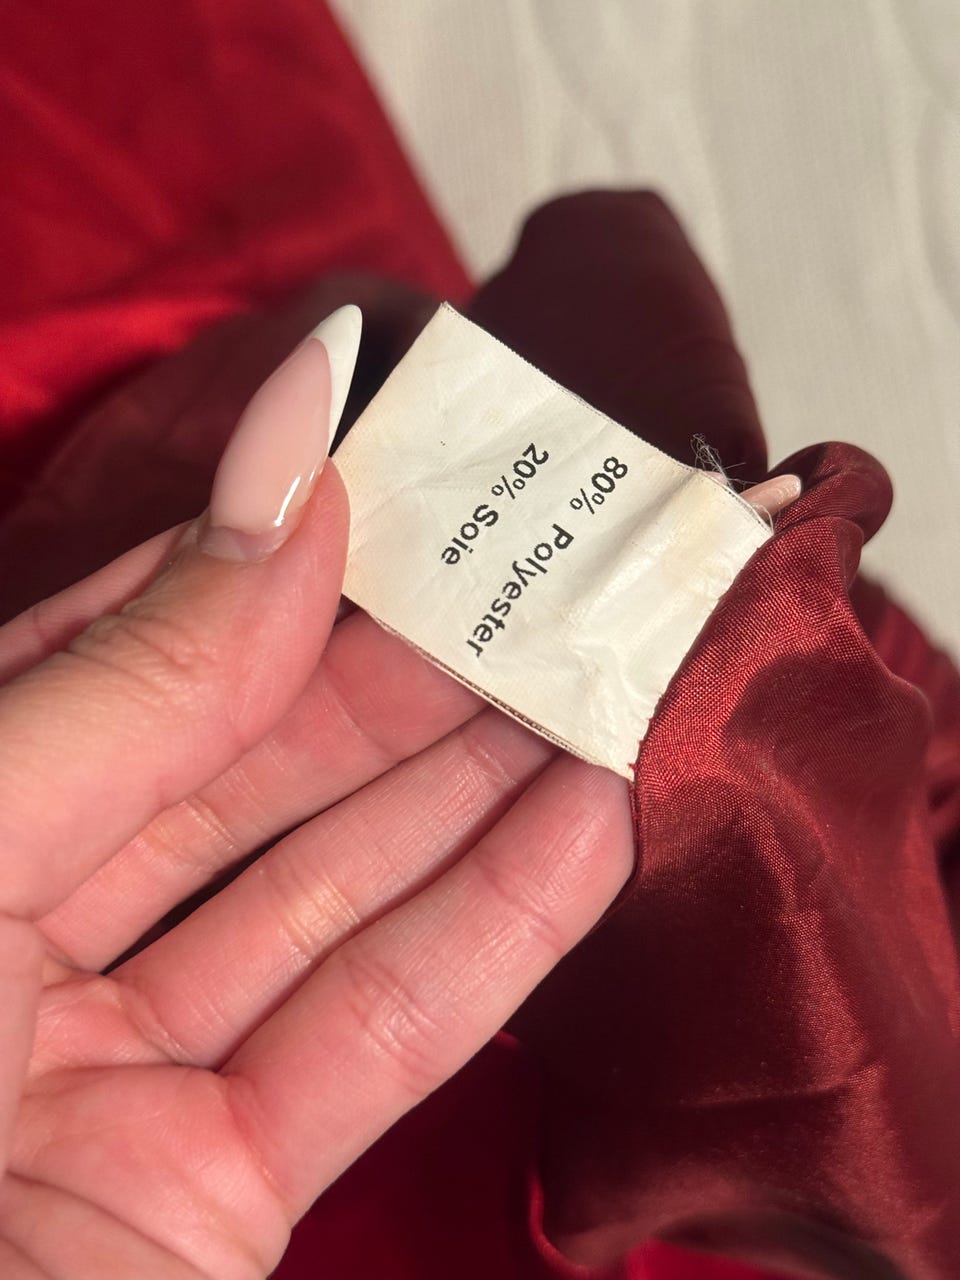 80% Polyester
20% Soie